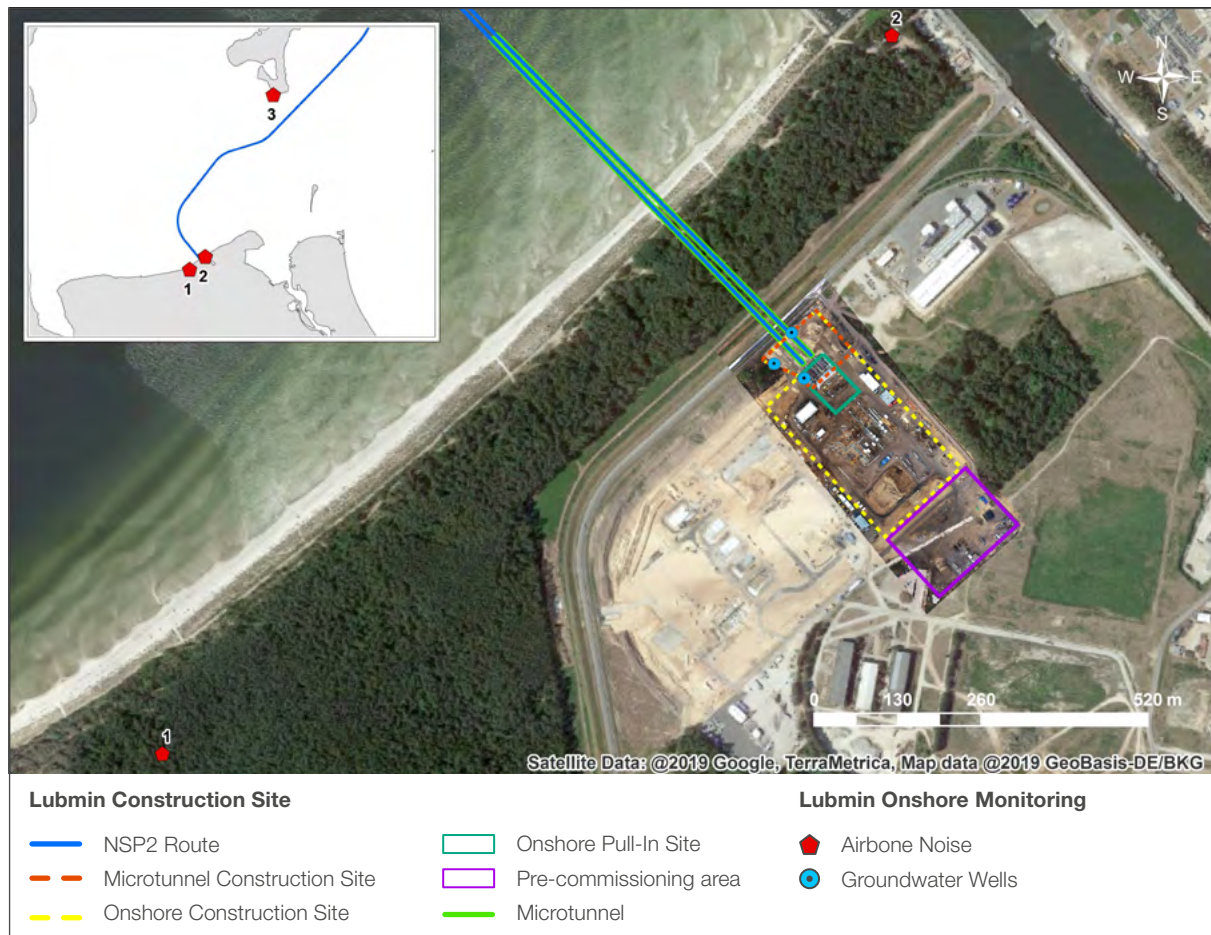 2
N
W E
S
3
2
1
1
0 130 260 520 m
Satellite Data: @2019 Google, TerraMetrica, Map data @2019 GeoBasis-DE/BKG
Lubmin Construction Site
NSP2 Route
Microtunnel Construction Site
Onshore Construction Site
Onshore Pull-In Site
Pre-commissioning area
Microtunnel
Lubmin Onshore Monitoring
Airbone Noise
Groundwater Wells